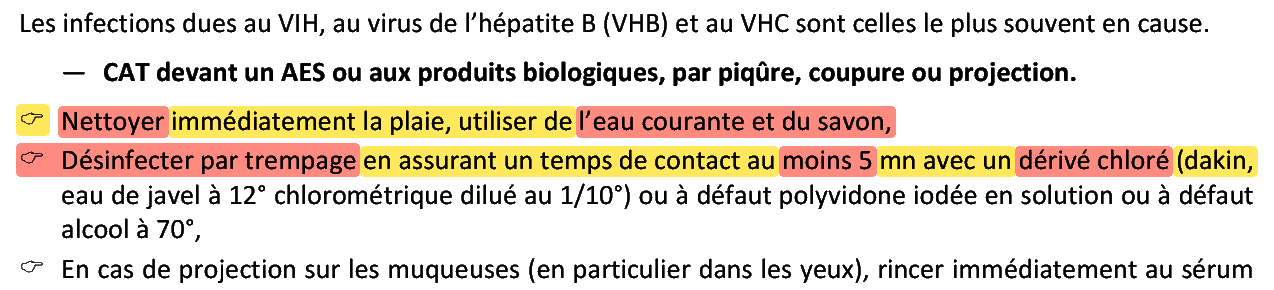 Les infections dues au VIH, au virus de l’hépatite B (VHB) et au VHC sont celles le plus souvent en cause.
— CAT devant un AES ou aux produits biologiques, par piqûre, coupure ou projection.
☞ Nettoyer immédiatement la plaie, utiliser de l’eau courante et du savon,
☞ Désinfecter par trempage en assurant un temps de contact au moins 5 mn avec un dérivé chloré (dakin,
eau de javel à 12° chlorométrique dilué au 1/10°) ou à défaut polyvidone iodée en solution ou à défaut
alcool à 70°,
☞ En cas de projection sur les muqueuses (en particulier dans les yeux), rincer immédiatement au sérum